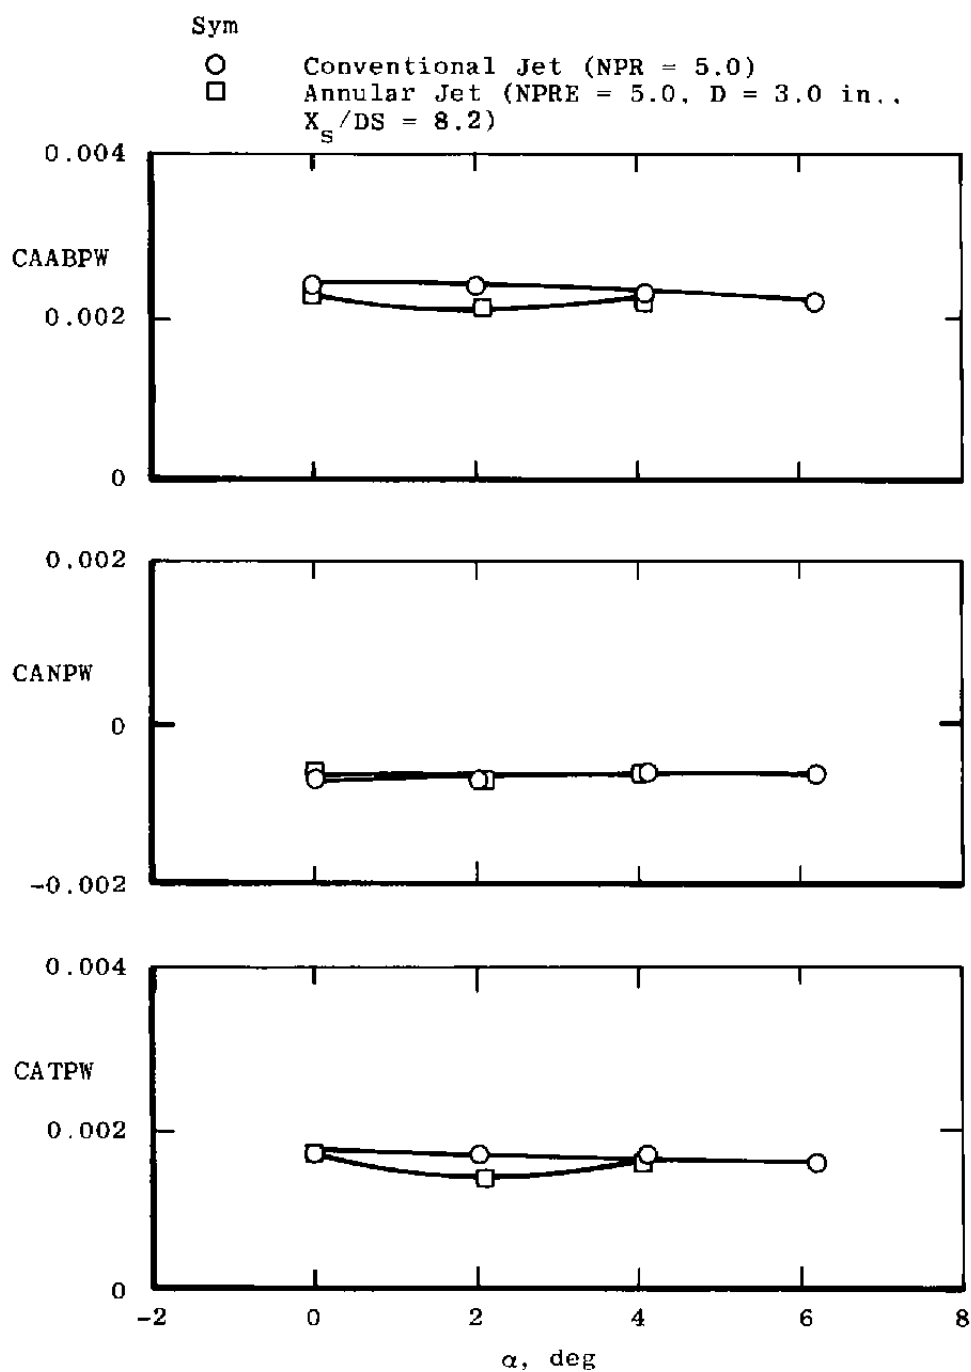 Sym
Conventional Jet (NPR = 5.0)
Annular Jet (NPRE = 5.0, D = 3.0 in.,
X_s/DS = 8.2)
0.004
CAABPW
0.002
0
0.002
CANPW
0
-0.002
0.004
CATPW
0.002
0
-2 0 2 4 6 8
α, deg